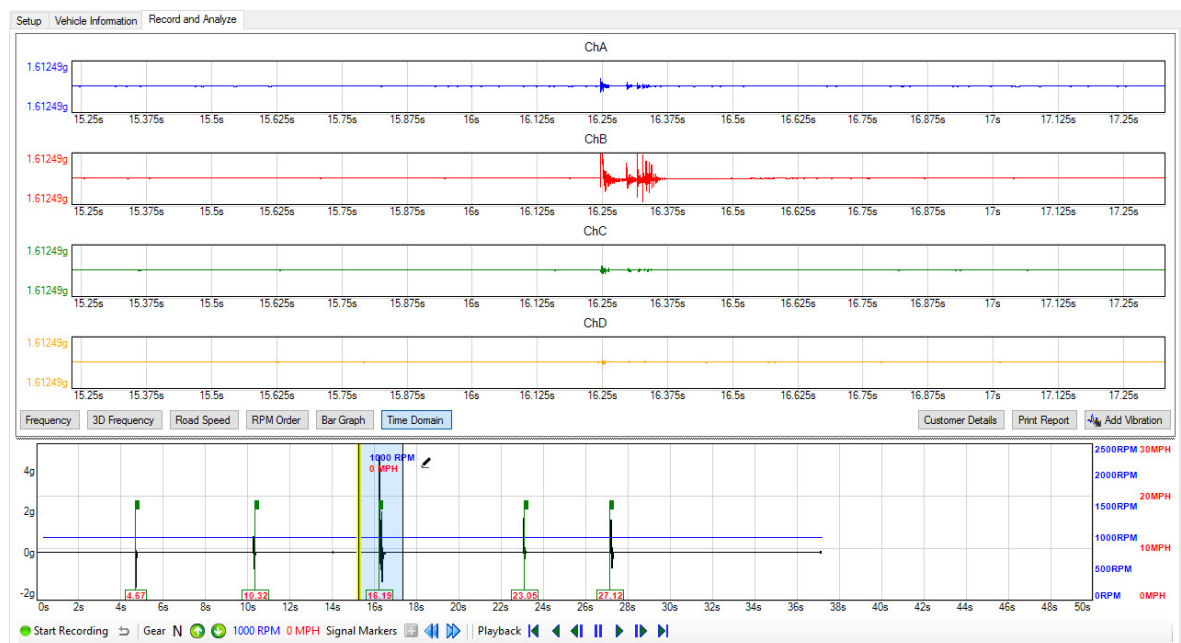 Setup Vehicle Information Record and Analyze
ChA
1.61249g
1.61249g
15.25s 15.375s 15.5s 15.625s 15.75s 15.875s 16s 16.125s 16.25s 16.375s 16.5s 16.625s 16.75s 16.875s 17s 17.125s 17.25s
ChB
1.61249g
1.61249g
15.25s 15.375s 15.5s 15.625s 15.75s 15.875s 16s 16.125s 16.25s 16.375s 16.5s 16.625s 16.75s 16.875s 17s 17.125s 17.25s
ChC
1.61249g
1.61249g
15.25s 15.375s 15.5s 15.625s 15.75s 15.875s 16s 16.125s 16.25s 16.375s 16.5s 16.625s 16.75s 16.875s 17s 17.125s 17.25s
ChD
1.61249g
1.61249g
15.25s 15.375s 15.5s 15.625s 15.75s 15.875s 16s 16.125s 16.25s 16.375s 16.5s 16.625s 16.75s 16.875s 17s 17.125s 17.25s
Frequency 3D Frequency Road Speed RPM Order Bar Graph Time Domain Customer Details Print Report Add Vibration
1000 RPM
0 MPH
4g
2g
0g
-2g
2500RPM 30MPH
2000RPM
20MPH
1500RPM
1000RPM
10MPH
500RPM
0RPM 0MPH
4.67 10.32 16.19 23.05 27.12
0s 2s 4s 6s 8s 10s 12s 14s 16s 18s 20s 22s 24s 26s 28s 30s 32s 34s 36s 38s 40s 42s 44s 46s 48s 50s
Start Recording Gear N 1000 RPM 0 MPH Signal Markers Playback